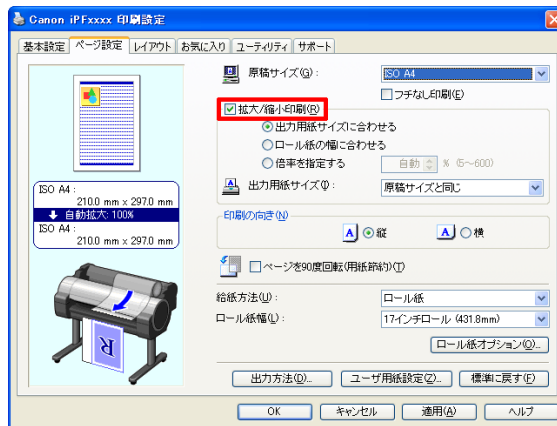 Canon iPFxxxx 印刷設定
基本設定 ページ設定 レイアウト お気に入り ユーティリティ サポート
原稿サイズ(G): ISO A4
フチなし印刷(E)
拡大/縮小印刷(R)
出力用紙サイズに合わせる
ロール紙の幅に合わせる
倍率を指定する 自動 % (5~600)
出力用紙サイズ(I): 原稿サイズと同じ
ISO A4 :
210.0 mm x 297.0 mm
自動拡大: 100%
ISO A4 :
210.0 mm x 297.0 mm
印刷の向き(N)
A 縦 A 横
ページを90度回転(用紙節約)(T)
給紙方法(U): ロール紙
ロール紙幅(L): 17インチロール (431.8mm)
ロール紙オプション(O)...
R
出力方法(D)... ユーザ用紙設定(Z)... 標準に戻す(F)
OK キャンセル 適用(A) ヘルプ